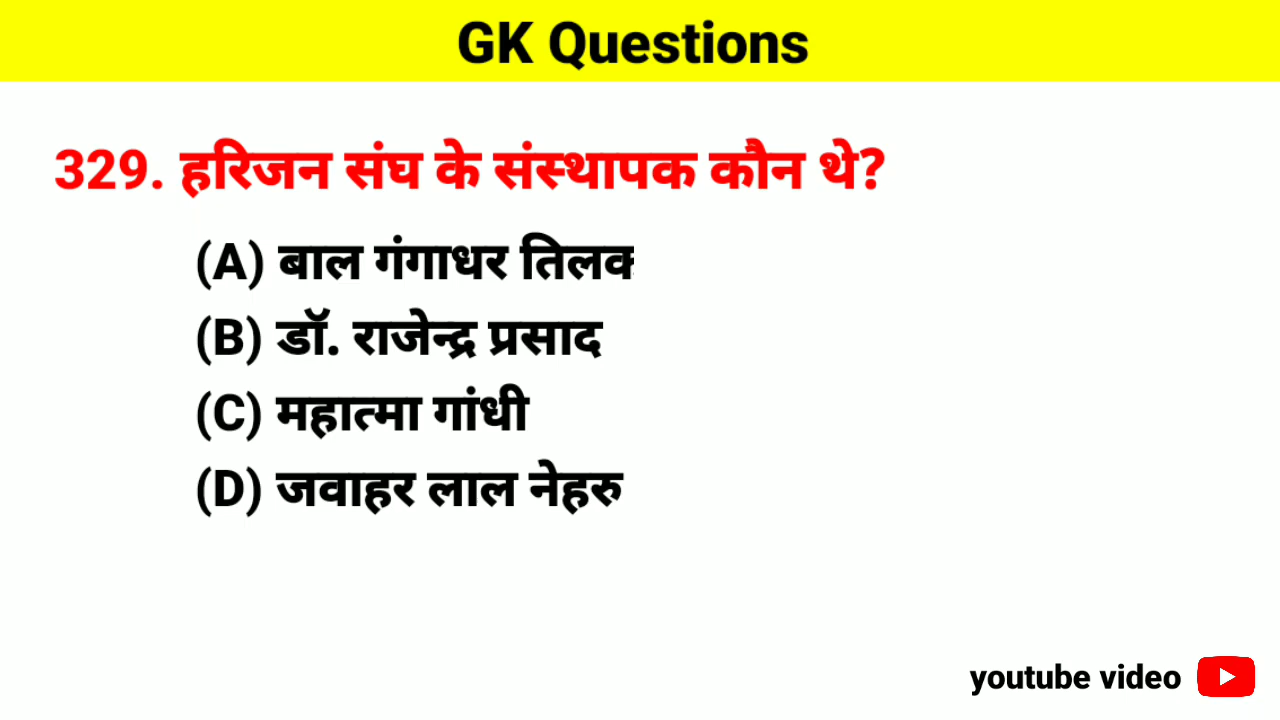 GK Questions
329. हरिजन संघ के संस्थापक कौन थे?
(A) बाल गंगाधर तिलक
(B) डॉ. राजेन्द्र प्रसाद
(C) महात्मा गांधी
(D) जवाहर लाल नेहरु
youtube video